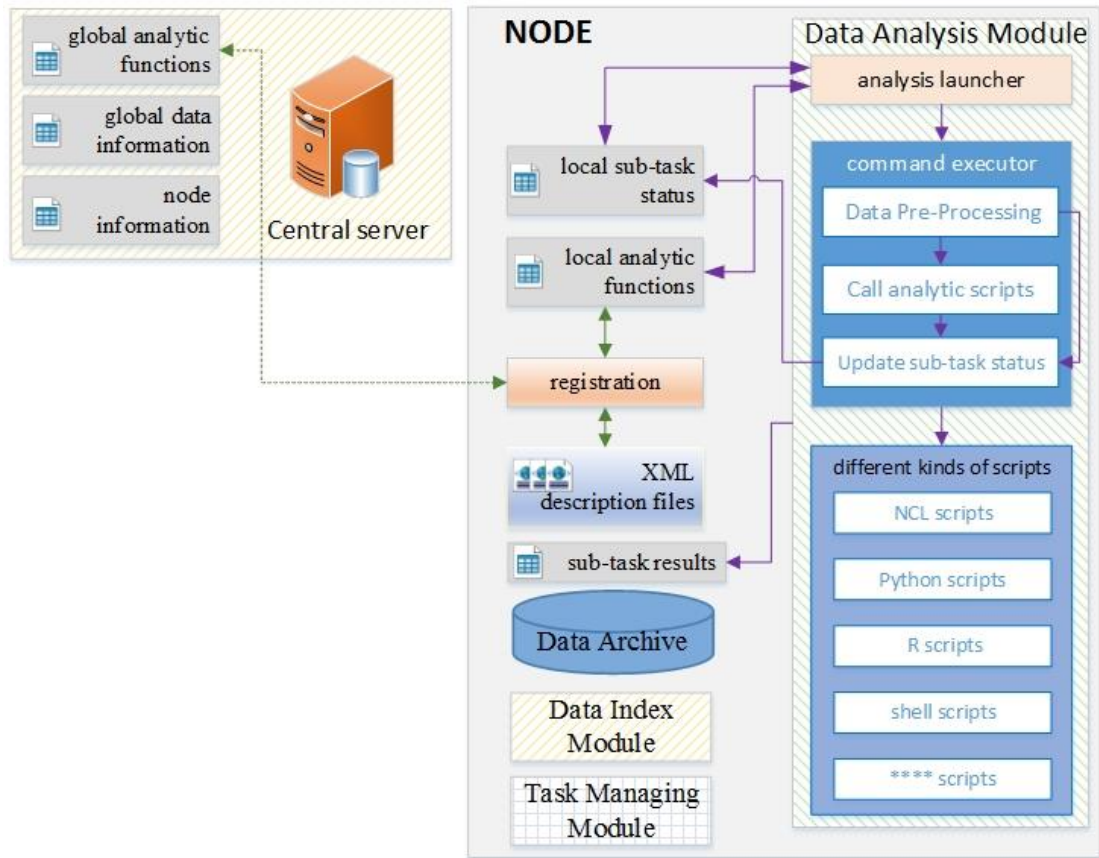 global analytic
functions
global data
information
node
information
Central server
NODE
local sub-task
status
local analytic
functions
registration
XML
description files
sub-task results
Data Archive
Data Index
Module
Task Managing
Module
Data Analysis Module
analysis launcher
command executor
Data Pre-Processing
Call analytic scripts
Update sub-task status
different kinds of scripts
NCL scripts
Python scripts
R scripts
shell scripts
**** scripts